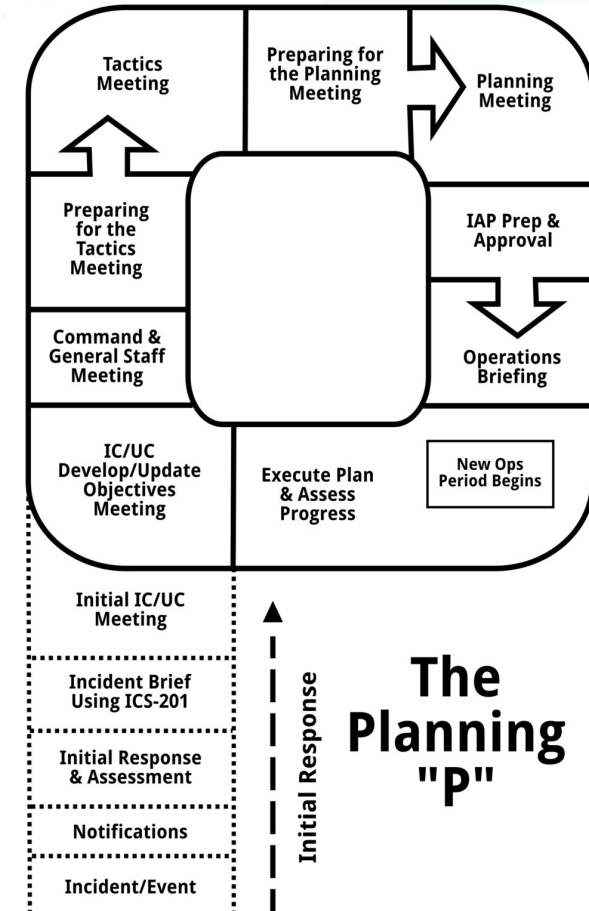 Tactics
Meeting
Preparing for
the Planning
Meeting
Planning
Meeting
Preparing
for the
Tactics
Meeting
IAP Prep &
Approval
Command &
General Staff
Meeting
Operations
Briefing
IC/UC
Develop/Update
Objectives
Meeting
Execute Plan
& Assess
Progress
New Ops
Period Begins
Initial IC/UC
Meeting
Incident Brief
Using ICS-201
Initial Response
& Assessment
Notifications
Incident/Event
Initial Response
The
Planning
"P"